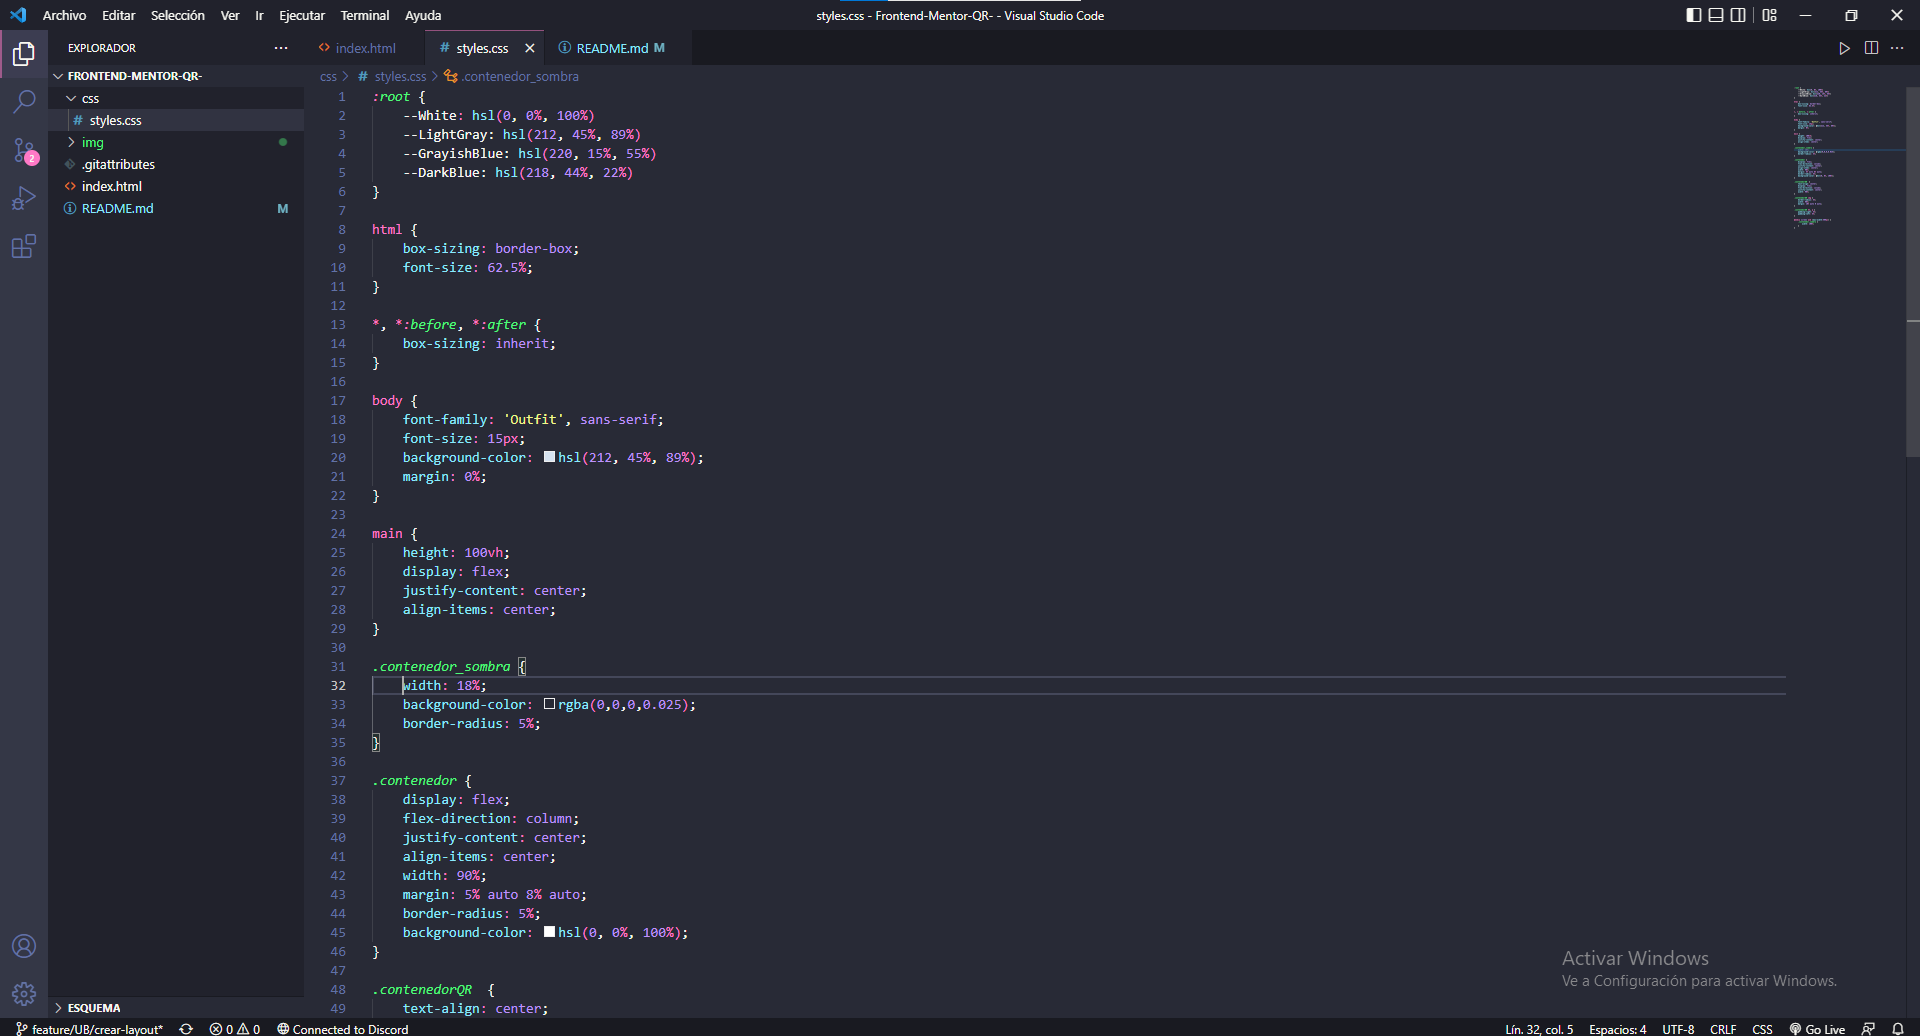 Archivo Editar Selección Ver Ir Ejecutar Terminal Ayuda
styles.css - Frontend-Mentor-QR- - Visual Studio Code
EXPLORADOR
index.html
styles.css
README.md M
FRONTEND-MENTOR-QR-
css
styles.css
img
.gitattributes
index.html
README.md M
2
css > # styles.css > .contenedor_sombra
1 :root {
2 --White: hsl(0, 0%, 100%)
3 --LightGray: hsl(212, 45%, 89%)
4 --GrayishBlue: hsl(220, 15%, 55%)
5 --DarkBlue: hsl(218, 44%, 22%)
6 }
7
8 html {
9 box-sizing: border-box;
10 font-size: 62.5%;
11 }
12
13 *, *:before, *:after {
14 box-sizing: inherit;
15 }
16
17 body {
18 font-family: 'Outfit', sans-serif;
19 font-size: 15px;
20 background-color: hsl(212, 45%, 89%);
21 margin: 0%;
22 }
23
24 main {
25 height: 100vh;
26 display: flex;
27 justify-content: center;
28 align-items: center;
29 }
30
31 .contenedor_sombra {
32 width: 18%;
33 background-color: rgba(0,0,0,0.025);
34 border-radius: 5%;
35 }
36
37 .contenedor {
38 display: flex;
39 flex-direction: column;
40 justify-content: center;
41 align-items: center;
42 width: 90%;
43 margin: 5% auto 8% auto;
44 border-radius: 5%;
45 background-color: hsl(0, 0%, 100%);
46 }
47
48 .contenedorQR {
49 text-align: center;
Activar Windows
Ve a Configuración para activar Windows.
ESQUEMA
feature/UB/crear-layout* 0 0 Connected to Discord
Lín. 32, col. 5 Espacios: 4 UTF-8 CRLF CSS Go Live